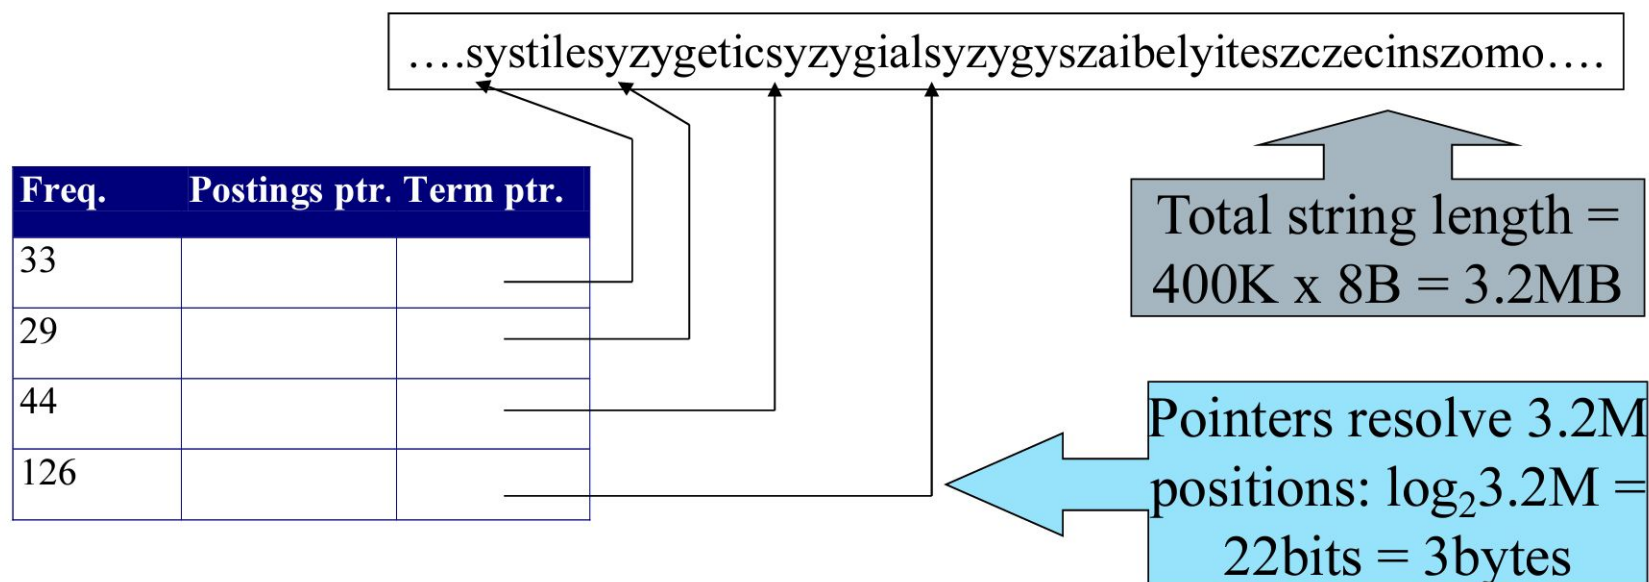 ….systilesyzygeticsyzygialsyzygyszaibelyiteszczecinszomo….
Freq. Postings ptr. Term ptr.
33
29
44
126
Total string length =
400K x 8B = 3.2MB
Pointers resolve 3.2M
positions: log₂3.2M =
22bits = 3bytes